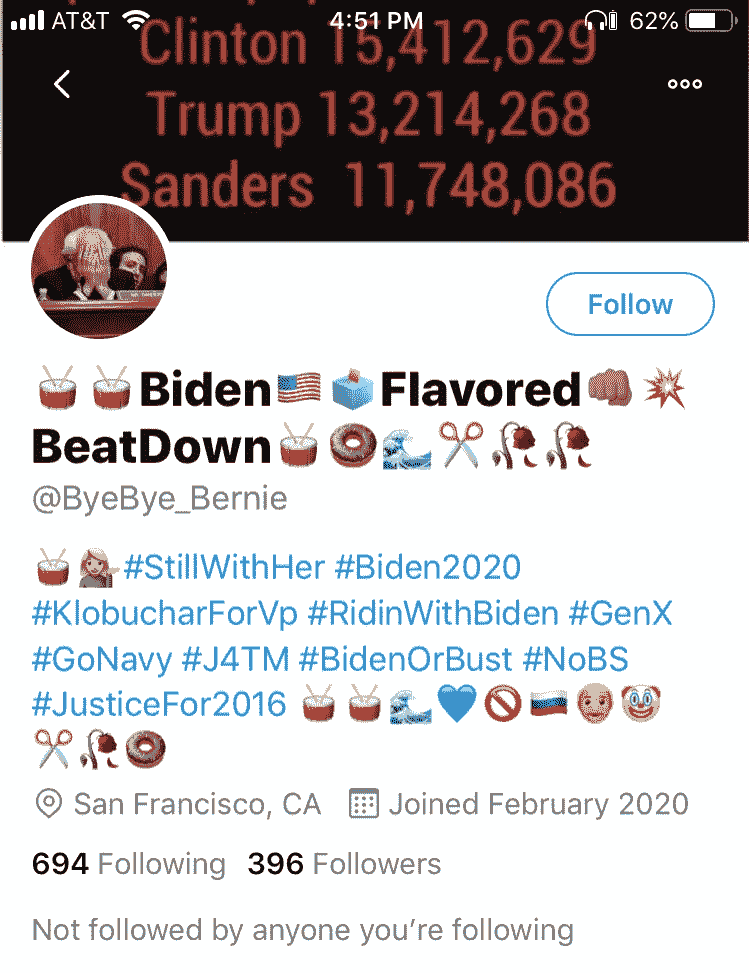 AT&T 4:51 PM 62%
Clinton 15,412,629
Trump 13,214,268
Sanders 11,748,086
Follow
🥁🥁Biden🇺🇸🗳️Flavored👊🏽💥
BeatDown🥁🍩🌊✂️🥀🥀
@ByeBye_Bernie
🥁💁🏼‍♀️#StillWithHer #Biden2020
#KlobucharForVp #RidinWithBiden #GenX
#GoNavy #J4TM #BidenOrBust #NoBS
#JusticeFor2016 🥁🥁🌊💙🚫🇷🇺👨🏼‍🦲🤡
✂️🥀🍩
San Francisco, CA Joined February 2020
694 Following 396 Followers
Not followed by anyone you’re following